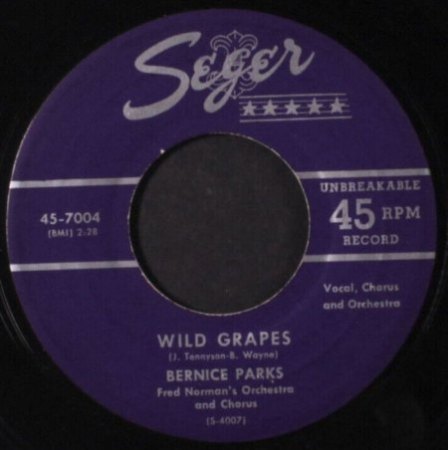 Seger
★★★★★
UNBREAKABLE
45-7004
45 RPM
(BMI) 2:28
RECORD
Vocal, Chorus
and Orchestra
WILD GRAPES
(J. Tennyson-B. Wayne)
BERNICE PARKS
Fred Norman's Orchestra
and Chorus
(S-4007)